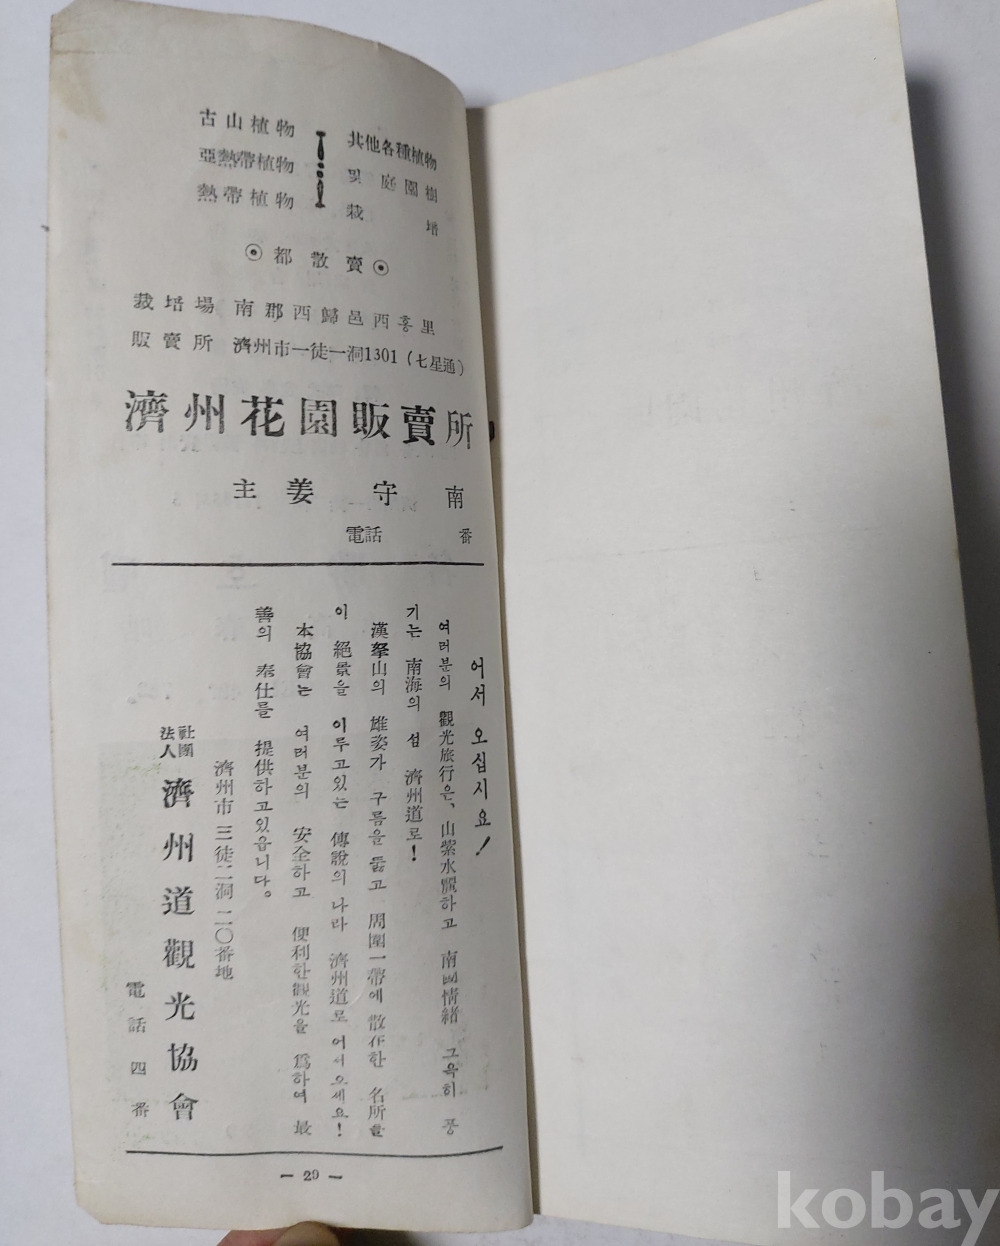 古山植物
亞熱帶植物
熱帶植物
其他各種植物
및庭園樹
栽培
◉都散賣◉
栽培場 南郡西歸邑西홍里
販賣所 濟州市一徒一洞1301(七星通)
濟州花園販賣所
主 姜守南
電話 番
어서 오십시요!
여러분의 觀光旅行은, 山紫水明하고 南國情緖 그윽히 풍
기는 南海의 섬 濟州道로!
漢拏山의 雄姿가 구름을 뚫고 周圍一帶에 散在한 名所들
이 絕景을 이루고있는 傳說의 나라 濟州道로 어서오세요!
本協會는 여러분의 安全하고 便利한觀光을 爲하여 最
善의 奉仕를 提供하고있읍니다。
濟州市三徒二洞二〇番地
社團法人 濟州道觀光協會
電話四番
— 29 —
kobay